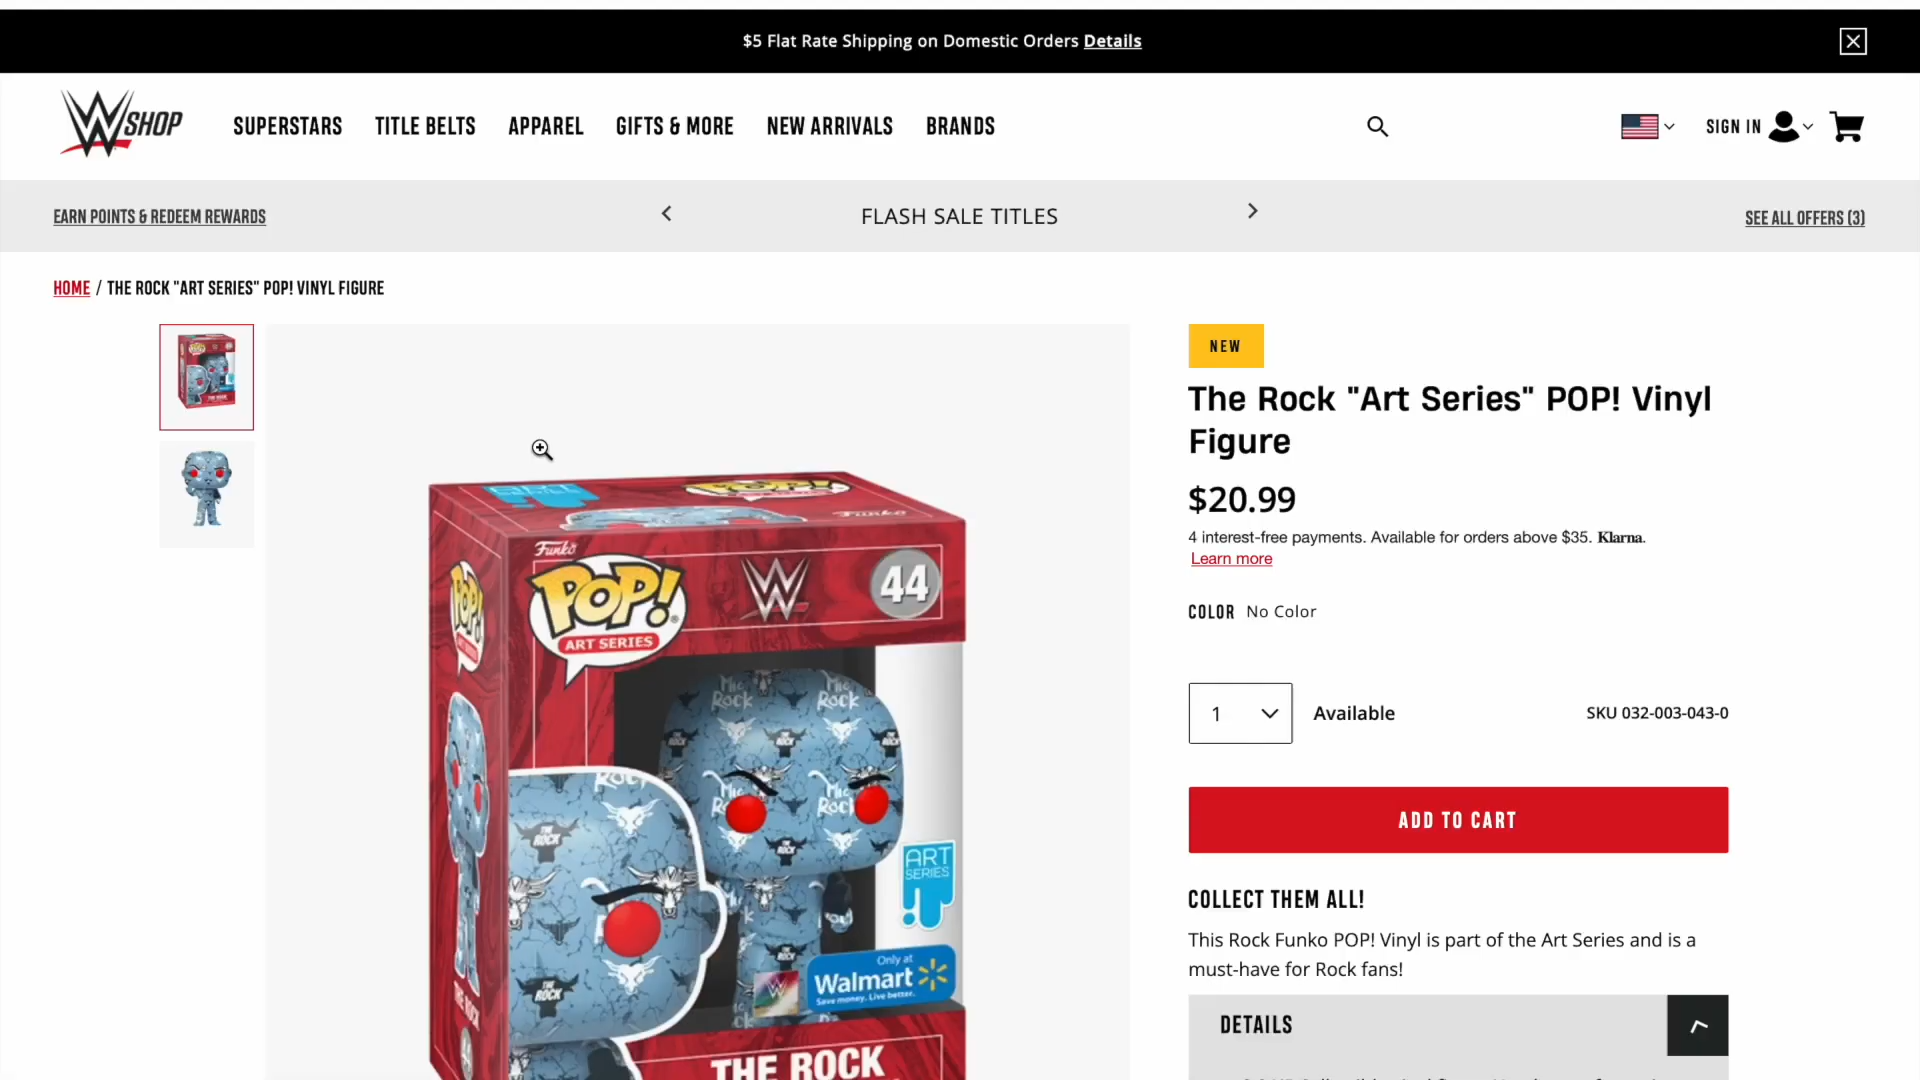 $5 Flat Rate Shipping on Domestic Orders Details
SHOP
SUPERSTARS
TITLE BELTS
APPAREL
GIFTS & MORE
NEW ARRIVALS
BRANDS
SIGN IN
EARN POINTS & REDEEM REWARDS
FLASH SALE TITLES
SEE ALL OFFERS (3)
HOME / THE ROCK "ART SERIES" POP! VINYL FIGURE
NEW
The Rock "Art Series" POP! Vinyl
Figure
$20.99
4 interest-free payments. Available for orders above $35. Klarna.
Learn more
COLOR No Color
1
Available
SKU 032-003-043-0
ADD TO CART
COLLECT THEM ALL!
This Rock Funko POP! Vinyl is part of the Art Series and is a
must-have for Rock fans!
DETAILS
Funko
Funko
POP!
ART SERIES
W
44
POP!
THE ROCK
ART
SERIES
Only at
Walmart
Save money. Live better.
THE ROCK
44